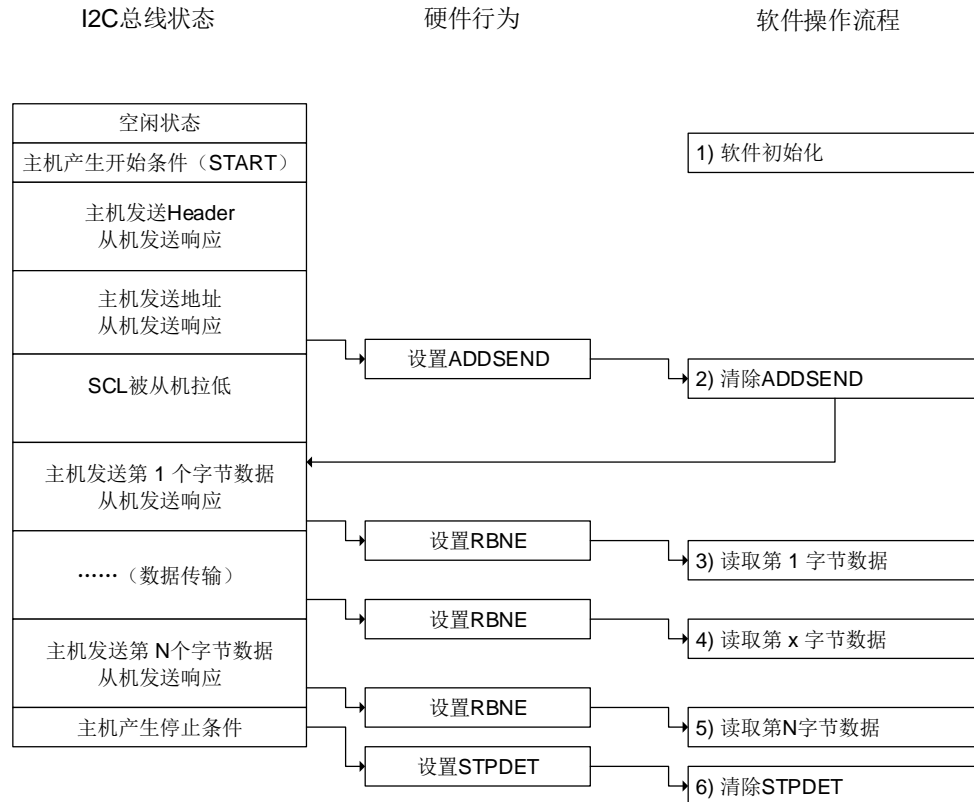 I2C总线状态
硬件行为
软件操作流程
空闲状态
主机产生开始条件（START）
1) 软件初始化
主机发送Header
从机发送响应
主机发送地址
从机发送响应
设置ADDSEND
2) 清除ADDSEND
SCL被从机拉低
主机发送第 1 个字节数据
从机发送响应
设置RBNE
3) 读取第 1 字节数据
……（数据传输）
设置RBNE
4) 读取第 x 字节数据
主机发送第 N个字节数据
从机发送响应
设置RBNE
5) 读取第N字节数据
主机产生停止条件
设置STPDET
6) 清除STPDET